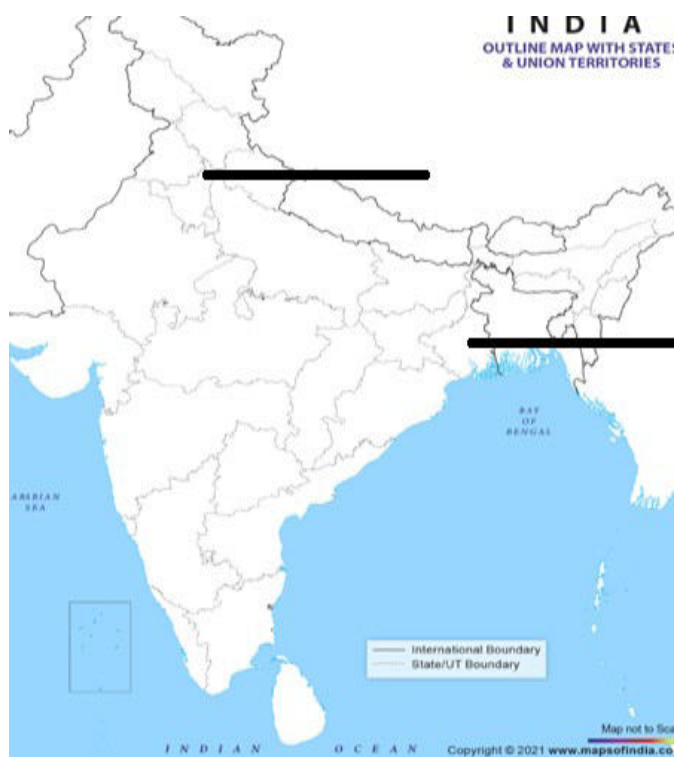 INDIA
OUTLINE MAP WITH STATES
& UNION TERRITORIES
BAY
OF
BENGAL
ARABIAN
SEA
International Boundary
State/UT Boundary
Map not to Sca
INDIAN OCEAN
Copyright © 2021 www.mapsofindia.co